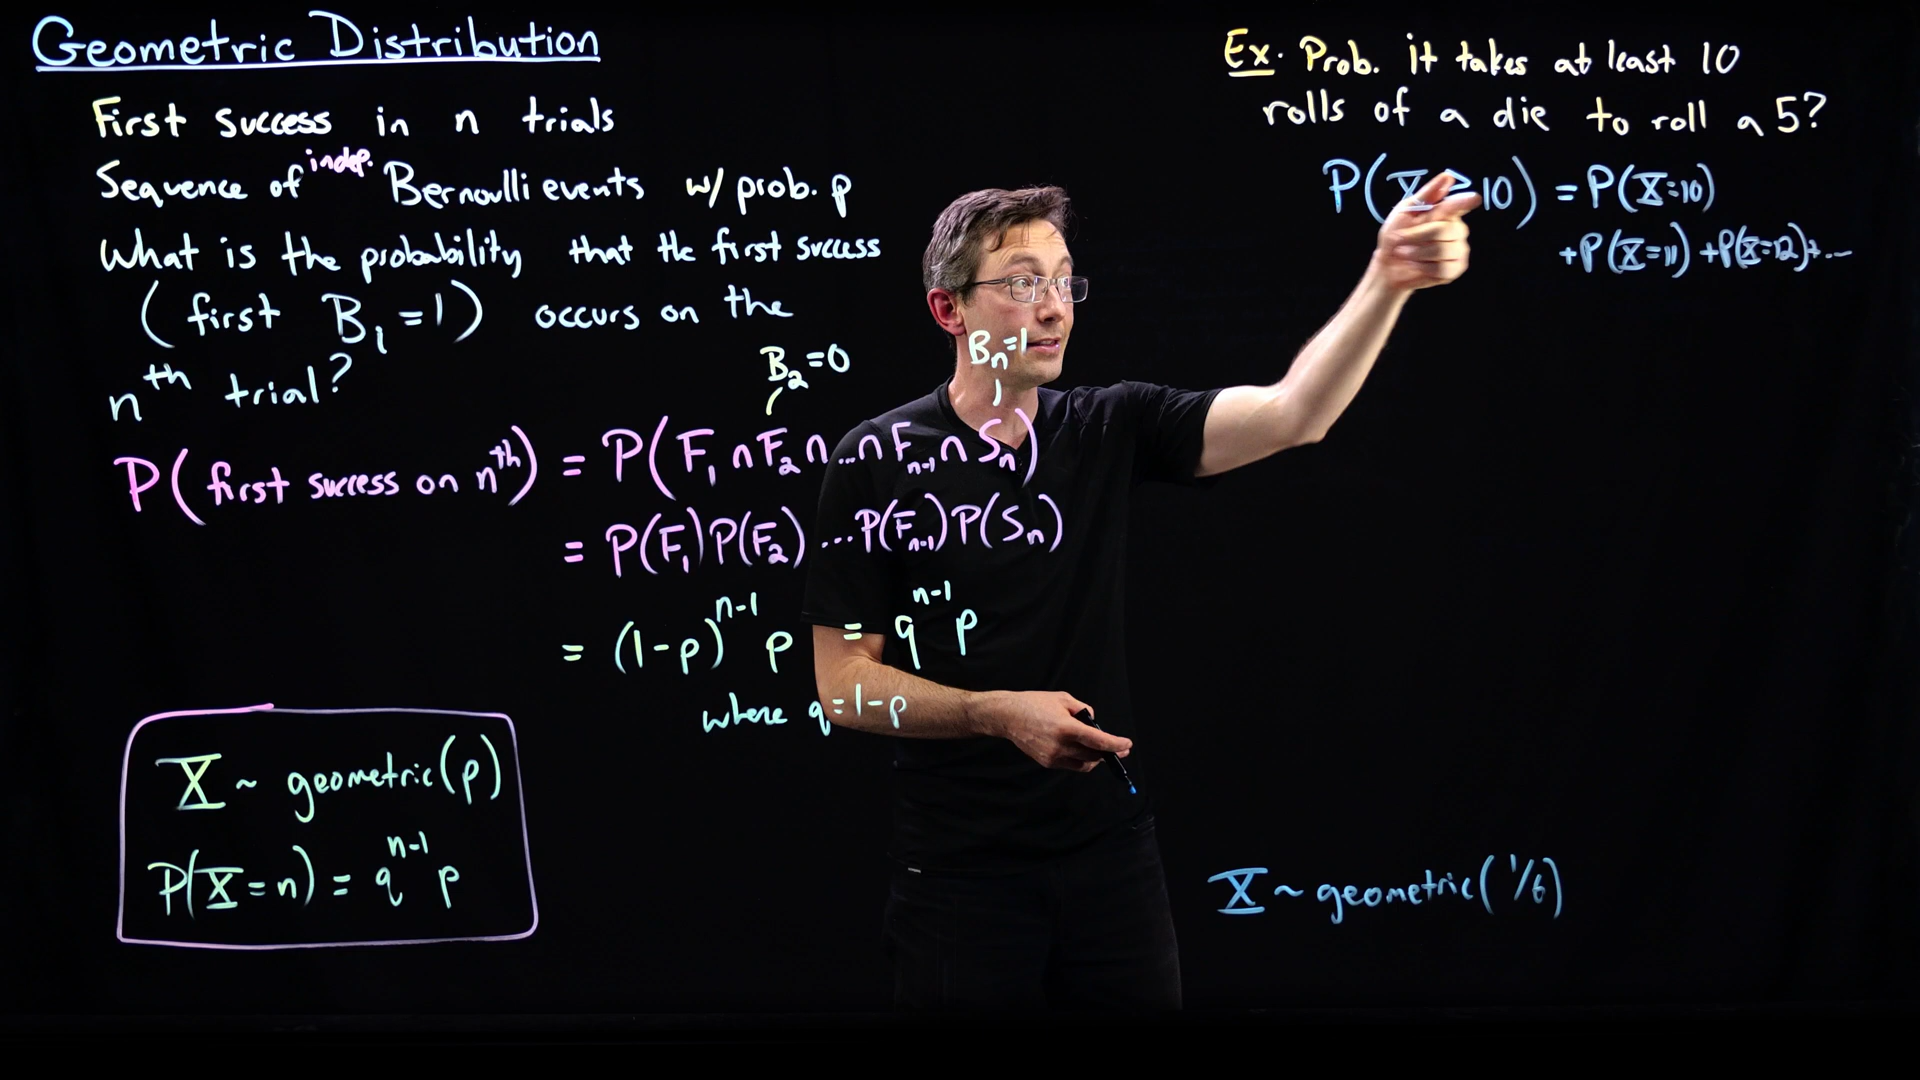 Geometric Distribution
First success in n trials
Sequence of indep. Bernoulli events w/ prob. p
What is the probability that the first success
(first B₁ = 1) occurs on the
nᵗʰ trial?
B₂ = 0
Bₙ = 1
P(first success on nᵗʰ) = P(F₁ ∩ F₂ ∩ ... ∩ Fₙ₋₁ ∩ Sₙ)
= P(F₁)P(F₂) ... P(Fₙ₋₁)P(Sₙ)
= (1-p)ⁿ⁻¹ p = qⁿ⁻¹ p
where q = 1-p
X ~ geometric(p)
P(X = n) = qⁿ⁻¹ p
Ex. Prob. it takes at least 10
rolls of a die to roll a 5?
P(X ≥ 10) = P(X=10)
+P(X=11) +P(X=12)+...
X ~ geometric(1/6)